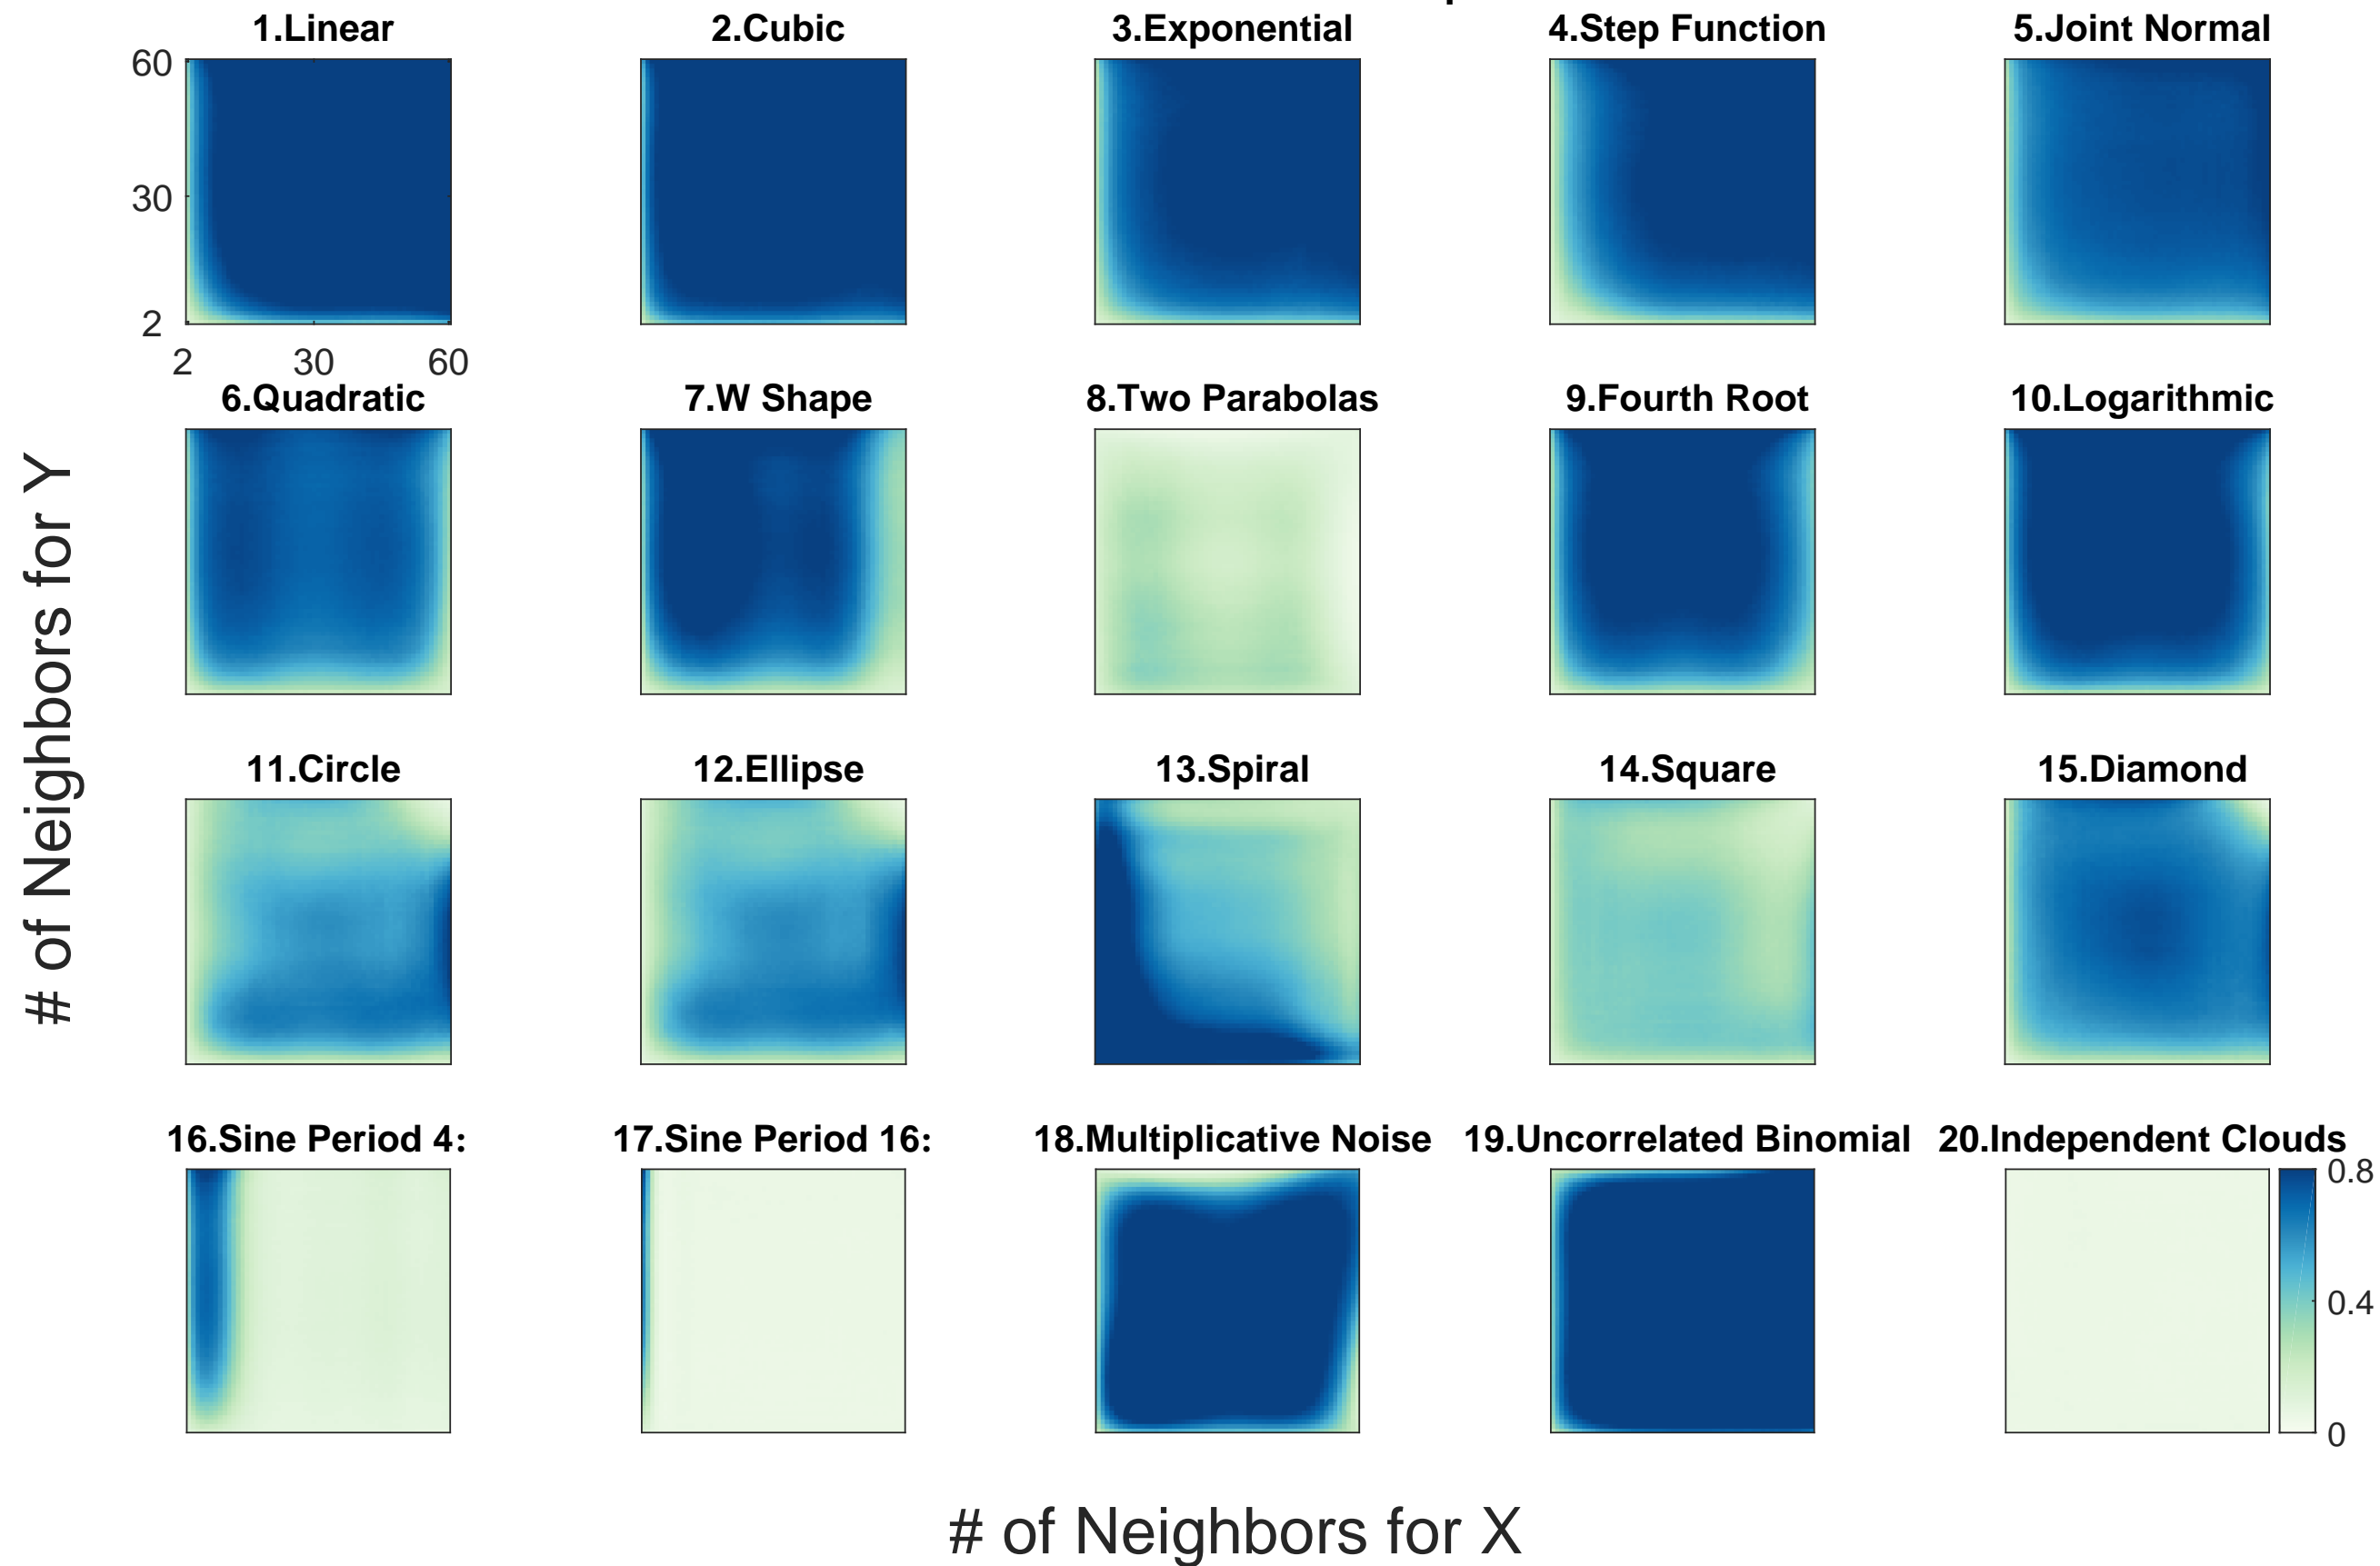 1.Linear 2.Cubic 3.Exponential 4.Step Function 5.Joint Normal
60
30
2
2 30 60
6.Quadratic 7.W Shape 8.Two Parabolas 9.Fourth Root 10.Logarithmic
# of Neighbors for Y
11.Circle 12.Ellipse 13.Spiral 14.Square 15.Diamond
16.Sine Period 4: 17.Sine Period 16: 18.Multiplicative Noise 19.Uncorrelated Binomial 20.Independent Clouds
0.8
0.4
0
# of Neighbors for X